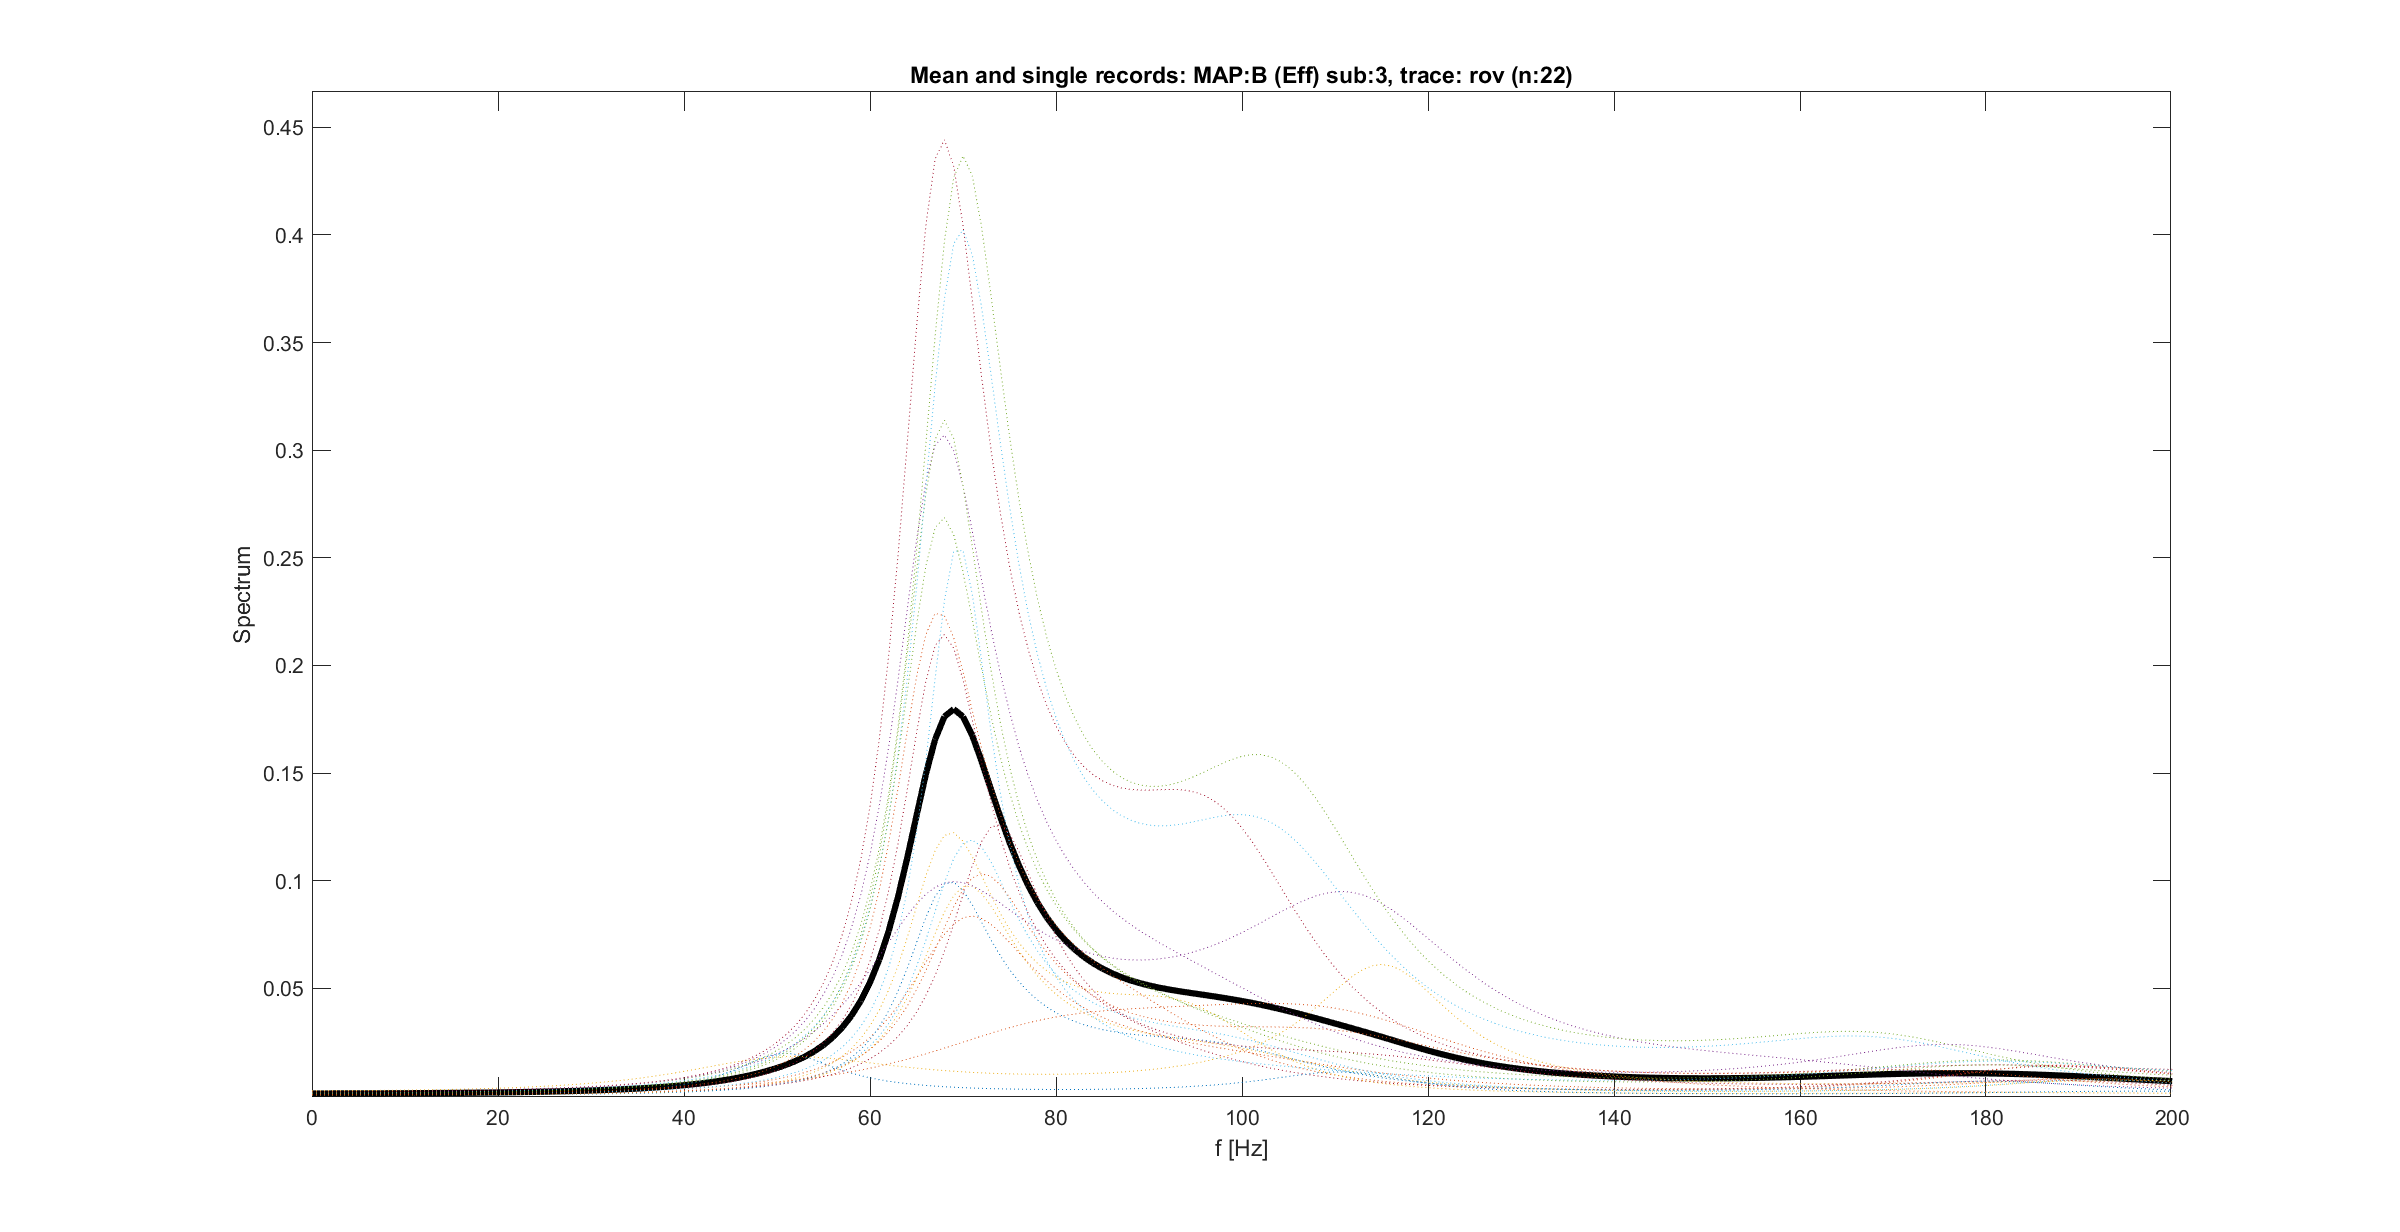 Mean and single records: MAP:B (Eff) sub:3, trace: rov (n:22)
0.45
0.4
0.35
0.3
0.25
0.2
0.15
0.1
0.05
Spectrum
0 20 40 60 80 100 120 140 160 180 200
f [Hz]